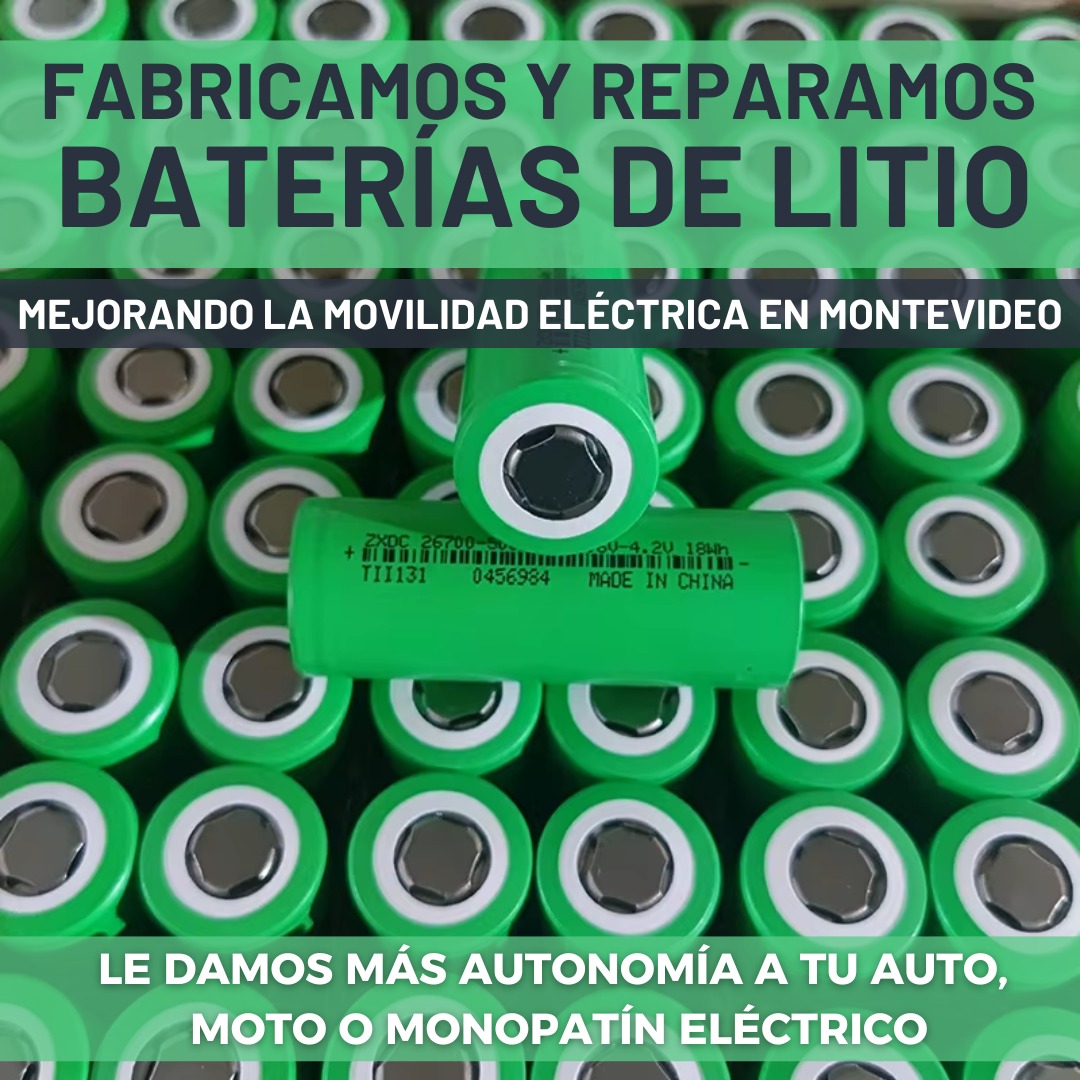 FABRICAMOS Y REPARAMOS
BATERÍAS DE LITIO
MEJORANDO LA MOVILIDAD ELÉCTRICA EN MONTEVIDEO
ZXDC 26700-50 V-4.2V 18Wh
+ -
TII131 0456984 MADE IN CHINA
LE DAMOS MÁS AUTONOMÍA A TU AUTO,
MOTO O MONOPATÍN ELÉCTRICO